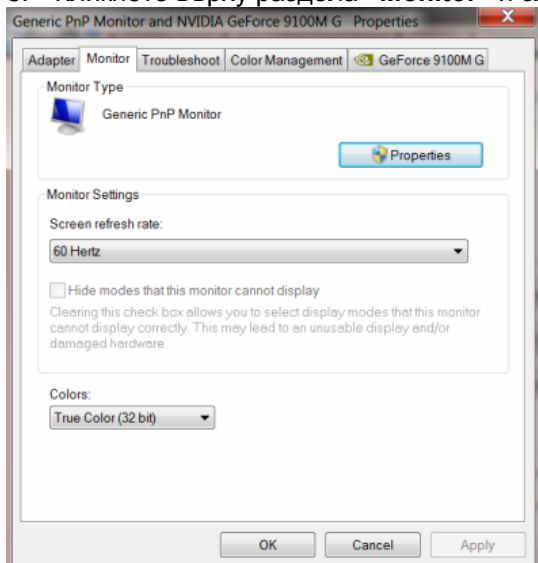 Generic PnP Monitor and NVIDIA GeForce 9100M G Properties
Adapter Monitor Troubleshoot Color Management GeForce 9100M G
Monitor Type
Generic PnP Monitor
Properties
Monitor Settings
Screen refresh rate:
60 Hertz
Hide modes that this monitor cannot display
Clearing this check box allows you to select display modes that this monitor
cannot display correctly. This may lead to an unusable display and/or
damaged hardware.
Colors:
True Color (32 bit)
OK Cancel Apply